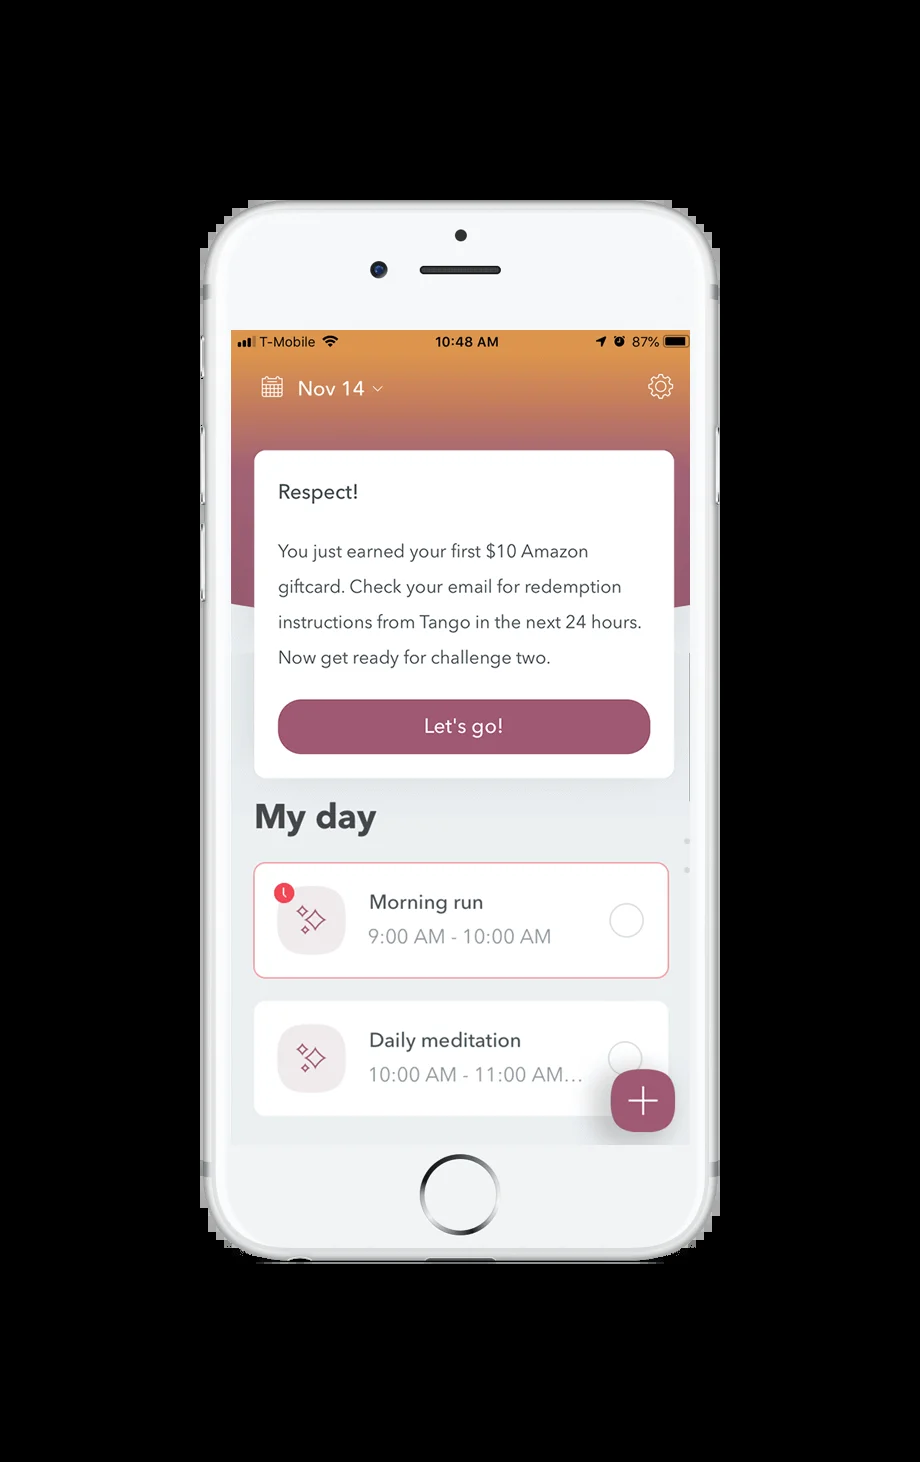 T-Mobile 10:48 AM 87%
Nov 14
Respect!
You just earned your first $10 Amazon
giftcard. Check your email for redemption
instructions from Tango in the next 24 hours.
Now get ready for challenge two.
Let's go!
My day
Morning run
9:00 AM - 10:00 AM
Daily meditation
10:00 AM - 11:00 AM...